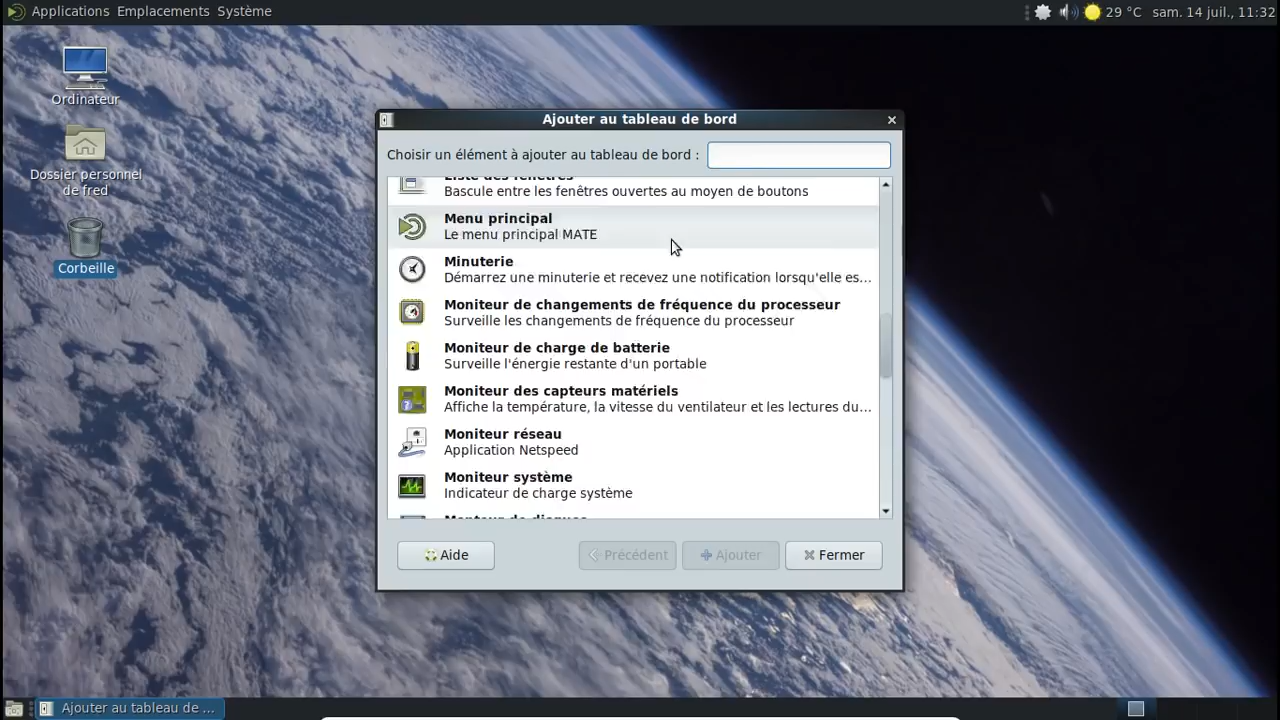 Applications Emplacements Système
29 °C sam. 14 juil., 11:32
Ordinateur
Dossier personnel
de fred
Corbeille
Ajouter au tableau de bord
Choisir un élément à ajouter au tableau de bord :
Liste des fenêtres
Bascule entre les fenêtres ouvertes au moyen de boutons
Menu principal
Le menu principal MATE
Minuterie
Démarrez une minuterie et recevez une notification lorsqu'elle es...
Moniteur de changements de fréquence du processeur
Surveille les changements de fréquence du processeur
Moniteur de charge de batterie
Surveille l'énergie restante d'un portable
Moniteur des capteurs matériels
Affiche la température, la vitesse du ventilateur et les lectures du...
Moniteur réseau
Application Netspeed
Moniteur système
Indicateur de charge système
Aide
Précédent
Ajouter
Fermer
Ajouter au tableau de ...